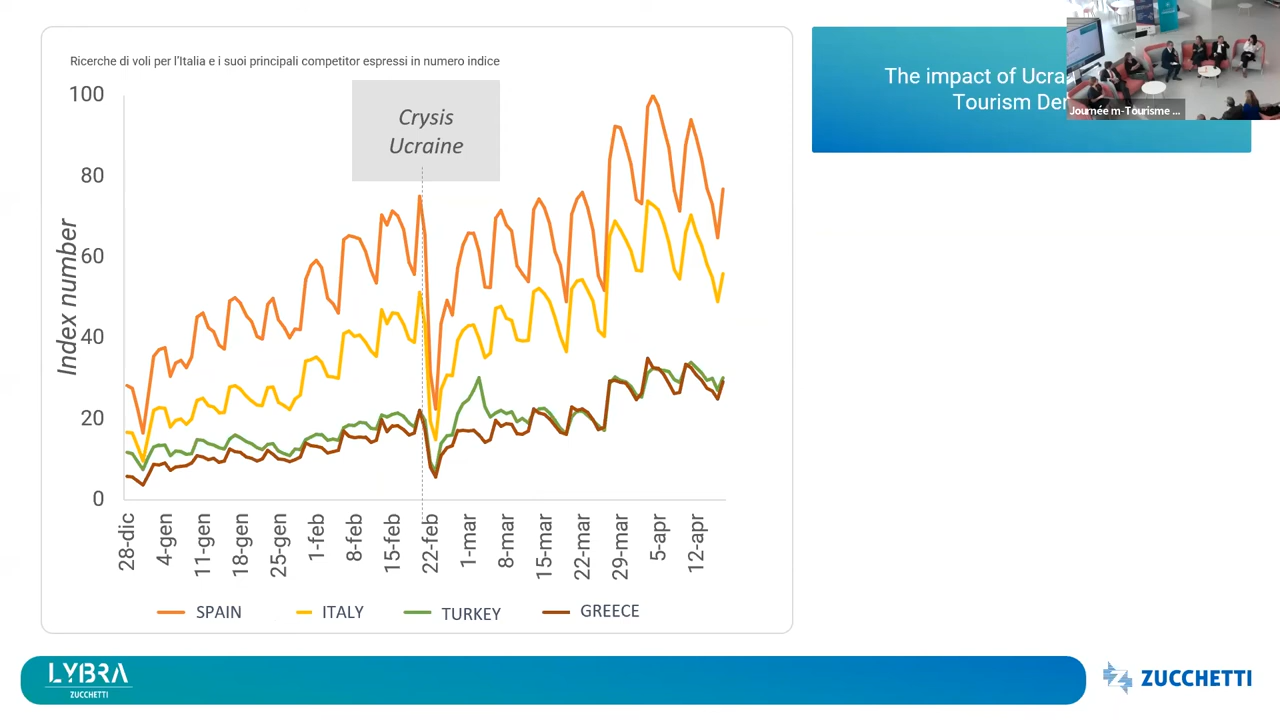 Ricerche di voli per l'Italia e i suoi principali competitor espressi in numero indice
The impact of
Tourism
Journée m-Tourisme ...
Crysis
Ucraine
Index number
100
80
60
40
20
0
28-dic
4-gen
11-gen
18-gen
25-gen
1-feb
8-feb
15-feb
22-feb
1-mar
8-mar
15-mar
22-mar
29-mar
5-apr
12-apr
SPAIN
ITALY
TURKEY
GREECE
LYBRA
ZUCCHETTI
ZUCCHETTI